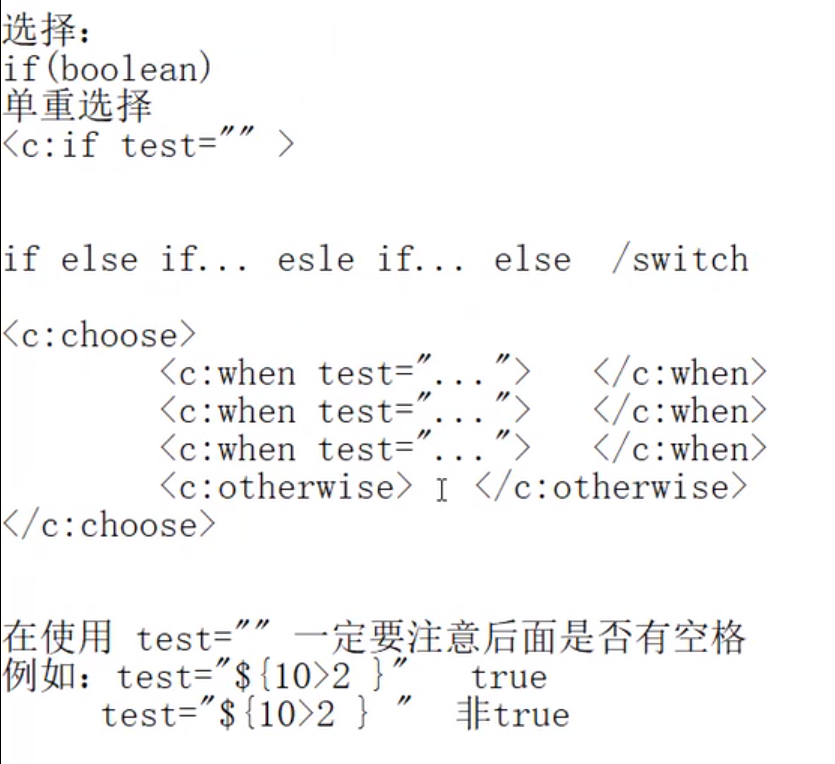 选择：
if(boolean)
单重选择
<c:if test="" >
if else if... esle if... else  /switch
<c:choose>
<c:when test="...">   </c:when>
<c:when test="...">   </c:when>
<c:when test="...">   </c:when>
<c:otherwise>  </c:otherwise>
</c:choose>
在使用 test="" 一定要注意后面是否有空格
例如：test="${10>2 }"   true
test="${10>2 } "  非true